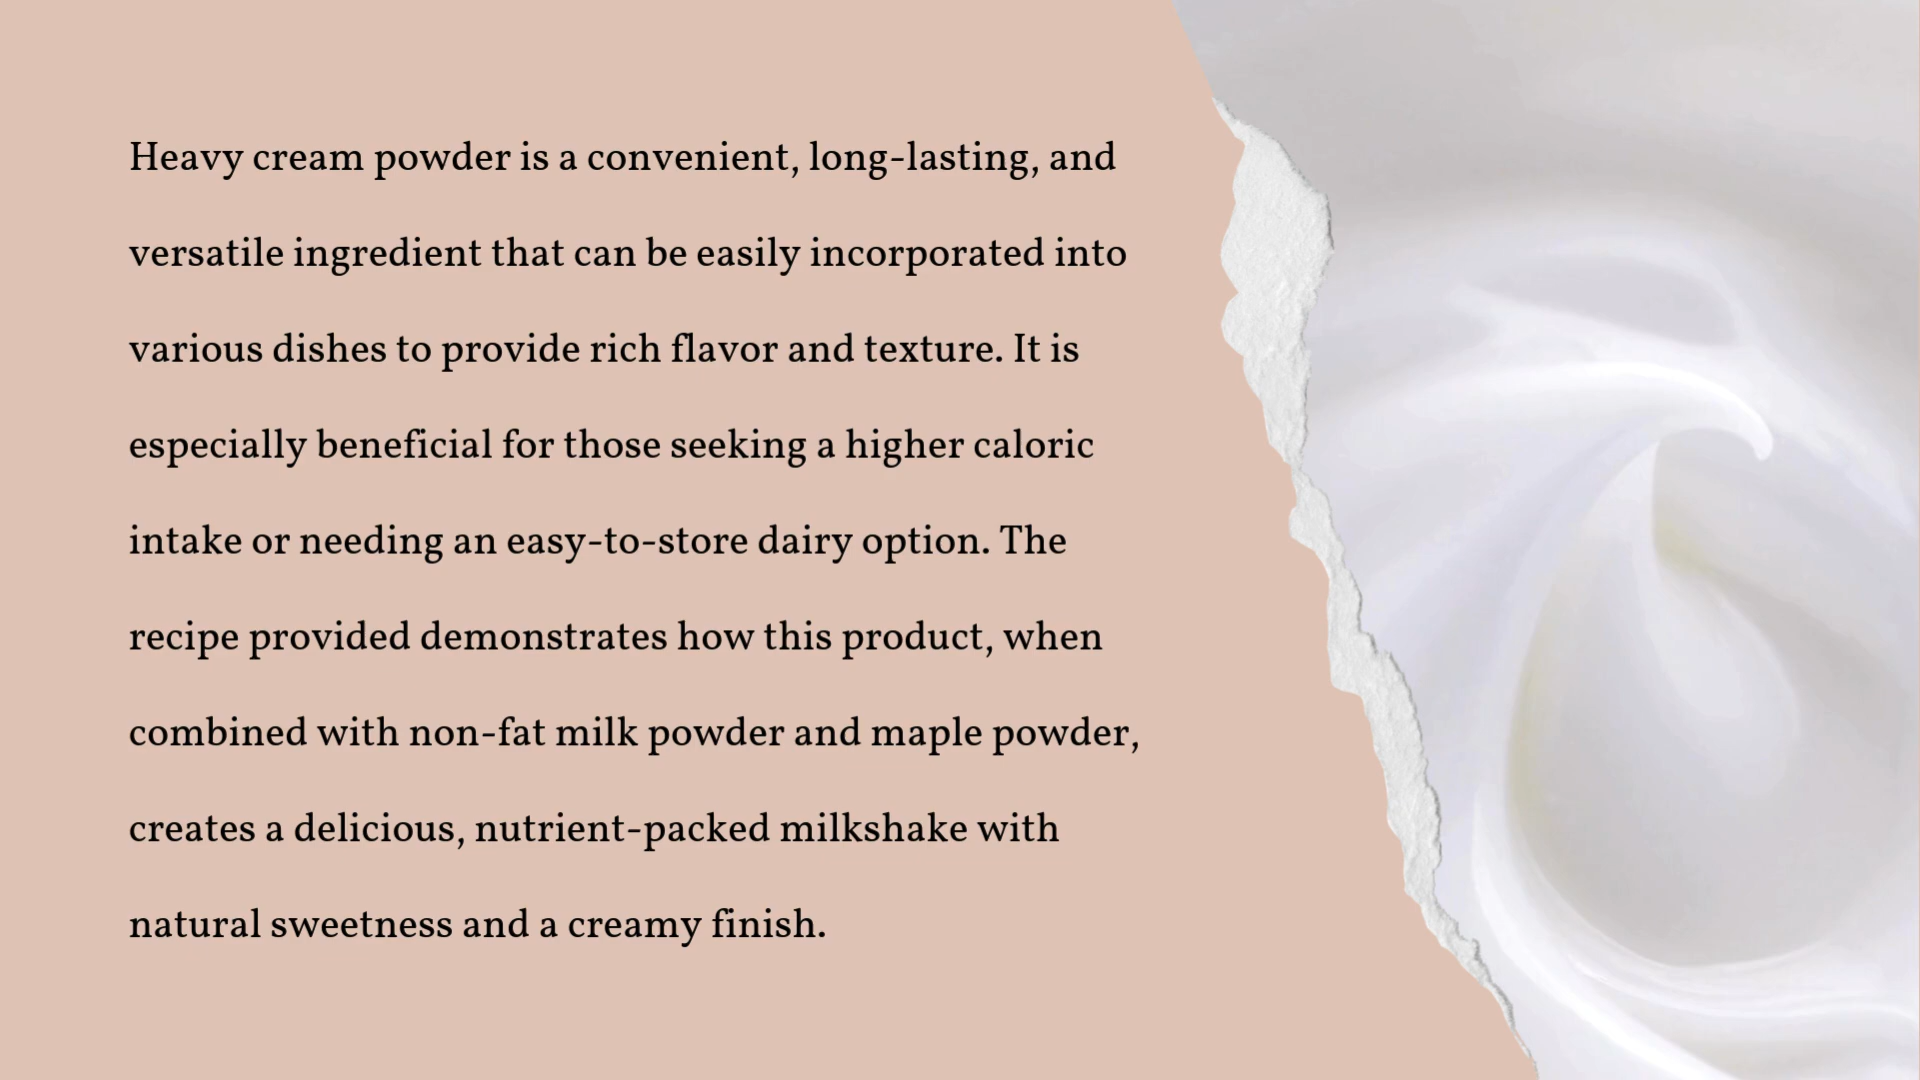 Heavy cream powder is a convenient, long-lasting, and
versatile ingredient that can be easily incorporated into
various dishes to provide rich flavor and texture. It is
especially beneficial for those seeking a higher caloric
intake or needing an easy-to-store dairy option. The
recipe provided demonstrates how this product, when
combined with non-fat milk powder and maple powder,
creates a delicious, nutrient-packed milkshake with
natural sweetness and a creamy finish.